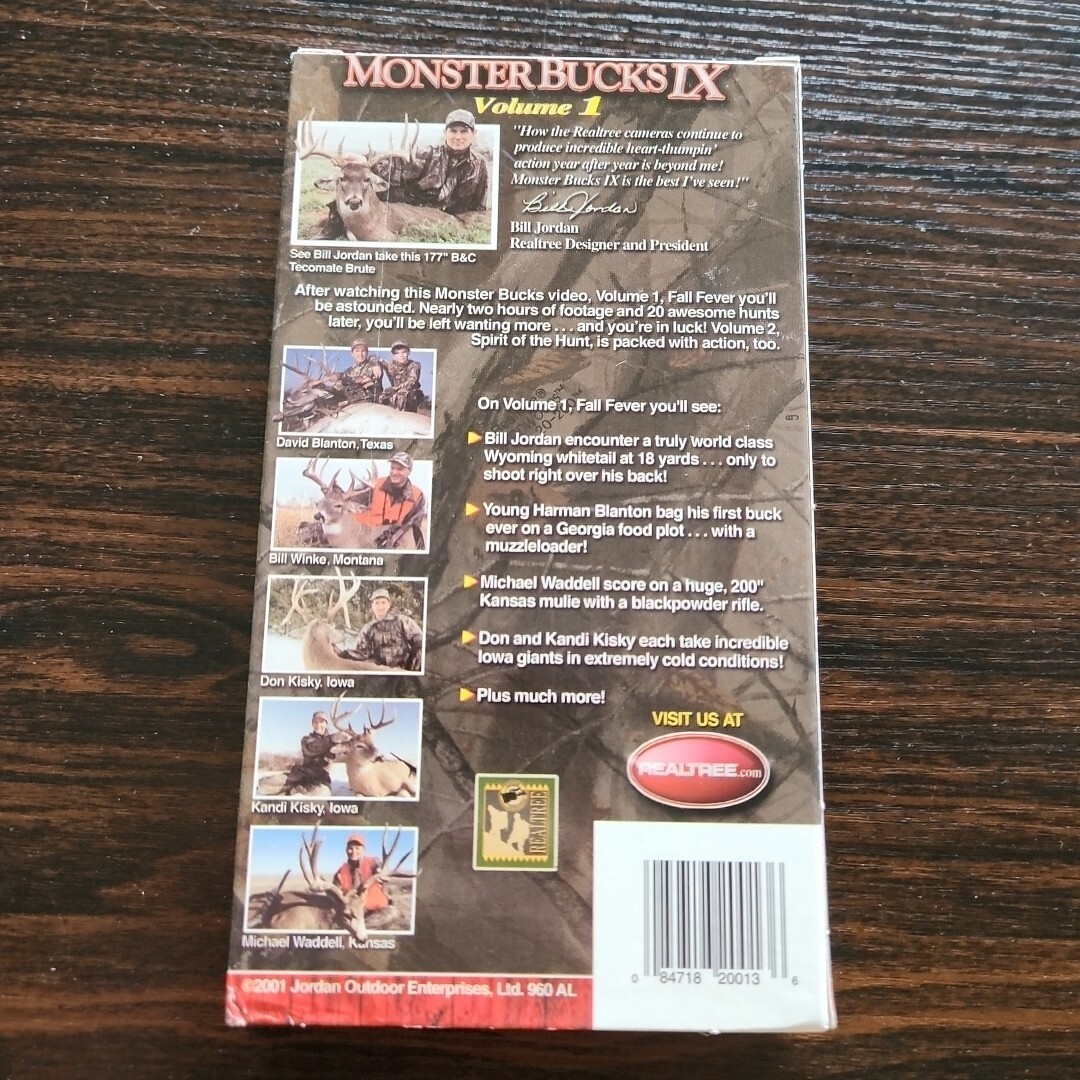 MONSTER BUCKS IX
Volume 1
"How the Realtree cameras continue to
produce incredible heart-thumpin'
action year after year is beyond me!
Monster Bucks IX is the best I've seen!"
Bill Jordan
Bill Jordan
Realtree Designer and President
See Bill Jordan take this 177" B&C
Tecomate Brute
After watching this Monster Bucks video, Volume 1, Fall Fever you'll
be astounded. Nearly two hours of footage and 20 awesome hunts
later, you'll be left wanting more . . . and you're in luck! Volume 2,
Spirit of the Hunt, is packed with action, too.
David Blanton, Texas
Bill Winke, Montana
Don Kisky, Iowa
Kandi Kisky, Iowa
Michael Waddell, Kansas
On Volume 1, Fall Fever you'll see:
Bill Jordan encounter a truly world class
Wyoming whitetail at 18 yards . . . only to
shoot right over his back!
Young Harman Blanton bag his first buck
ever on a Georgia food plot . . . with a
muzzleloader!
Michael Waddell score on a huge, 200"
Kansas mulie with a blackpowder rifle.
Don and Kandi Kisky each take incredible
Iowa giants in extremely cold conditions!
Plus much more!
VISIT US AT
REALTREE.com
REALTREE
0 84718 20013 6
©2001 Jordan Outdoor Enterprises, Ltd. 960 AL